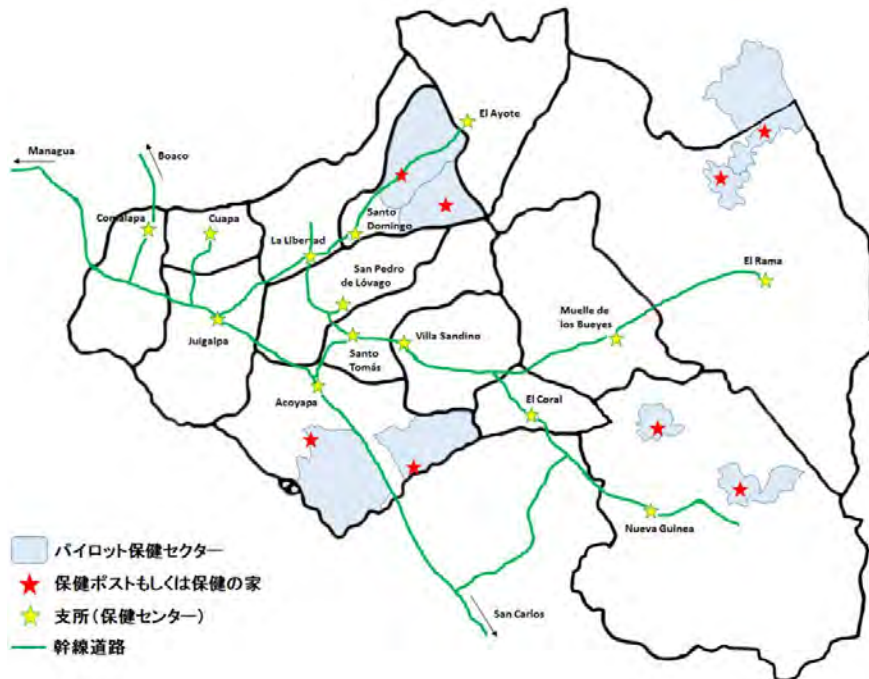 Managua
Boaco
El Ayote
Comalapa
Cuapa
Santo
Domingo
La Libertad
San Pedro
de Lóvago
El Rama
Muelle de
los Bueyes
Juigalpa
Villa Sandino
Santo
Tomás
Acoyapa
El Coral
Nueva Guinea
San Carlos
パイロット保健セクター
保健ポストもしくは保健の家
支所(保健センター)
幹線道路